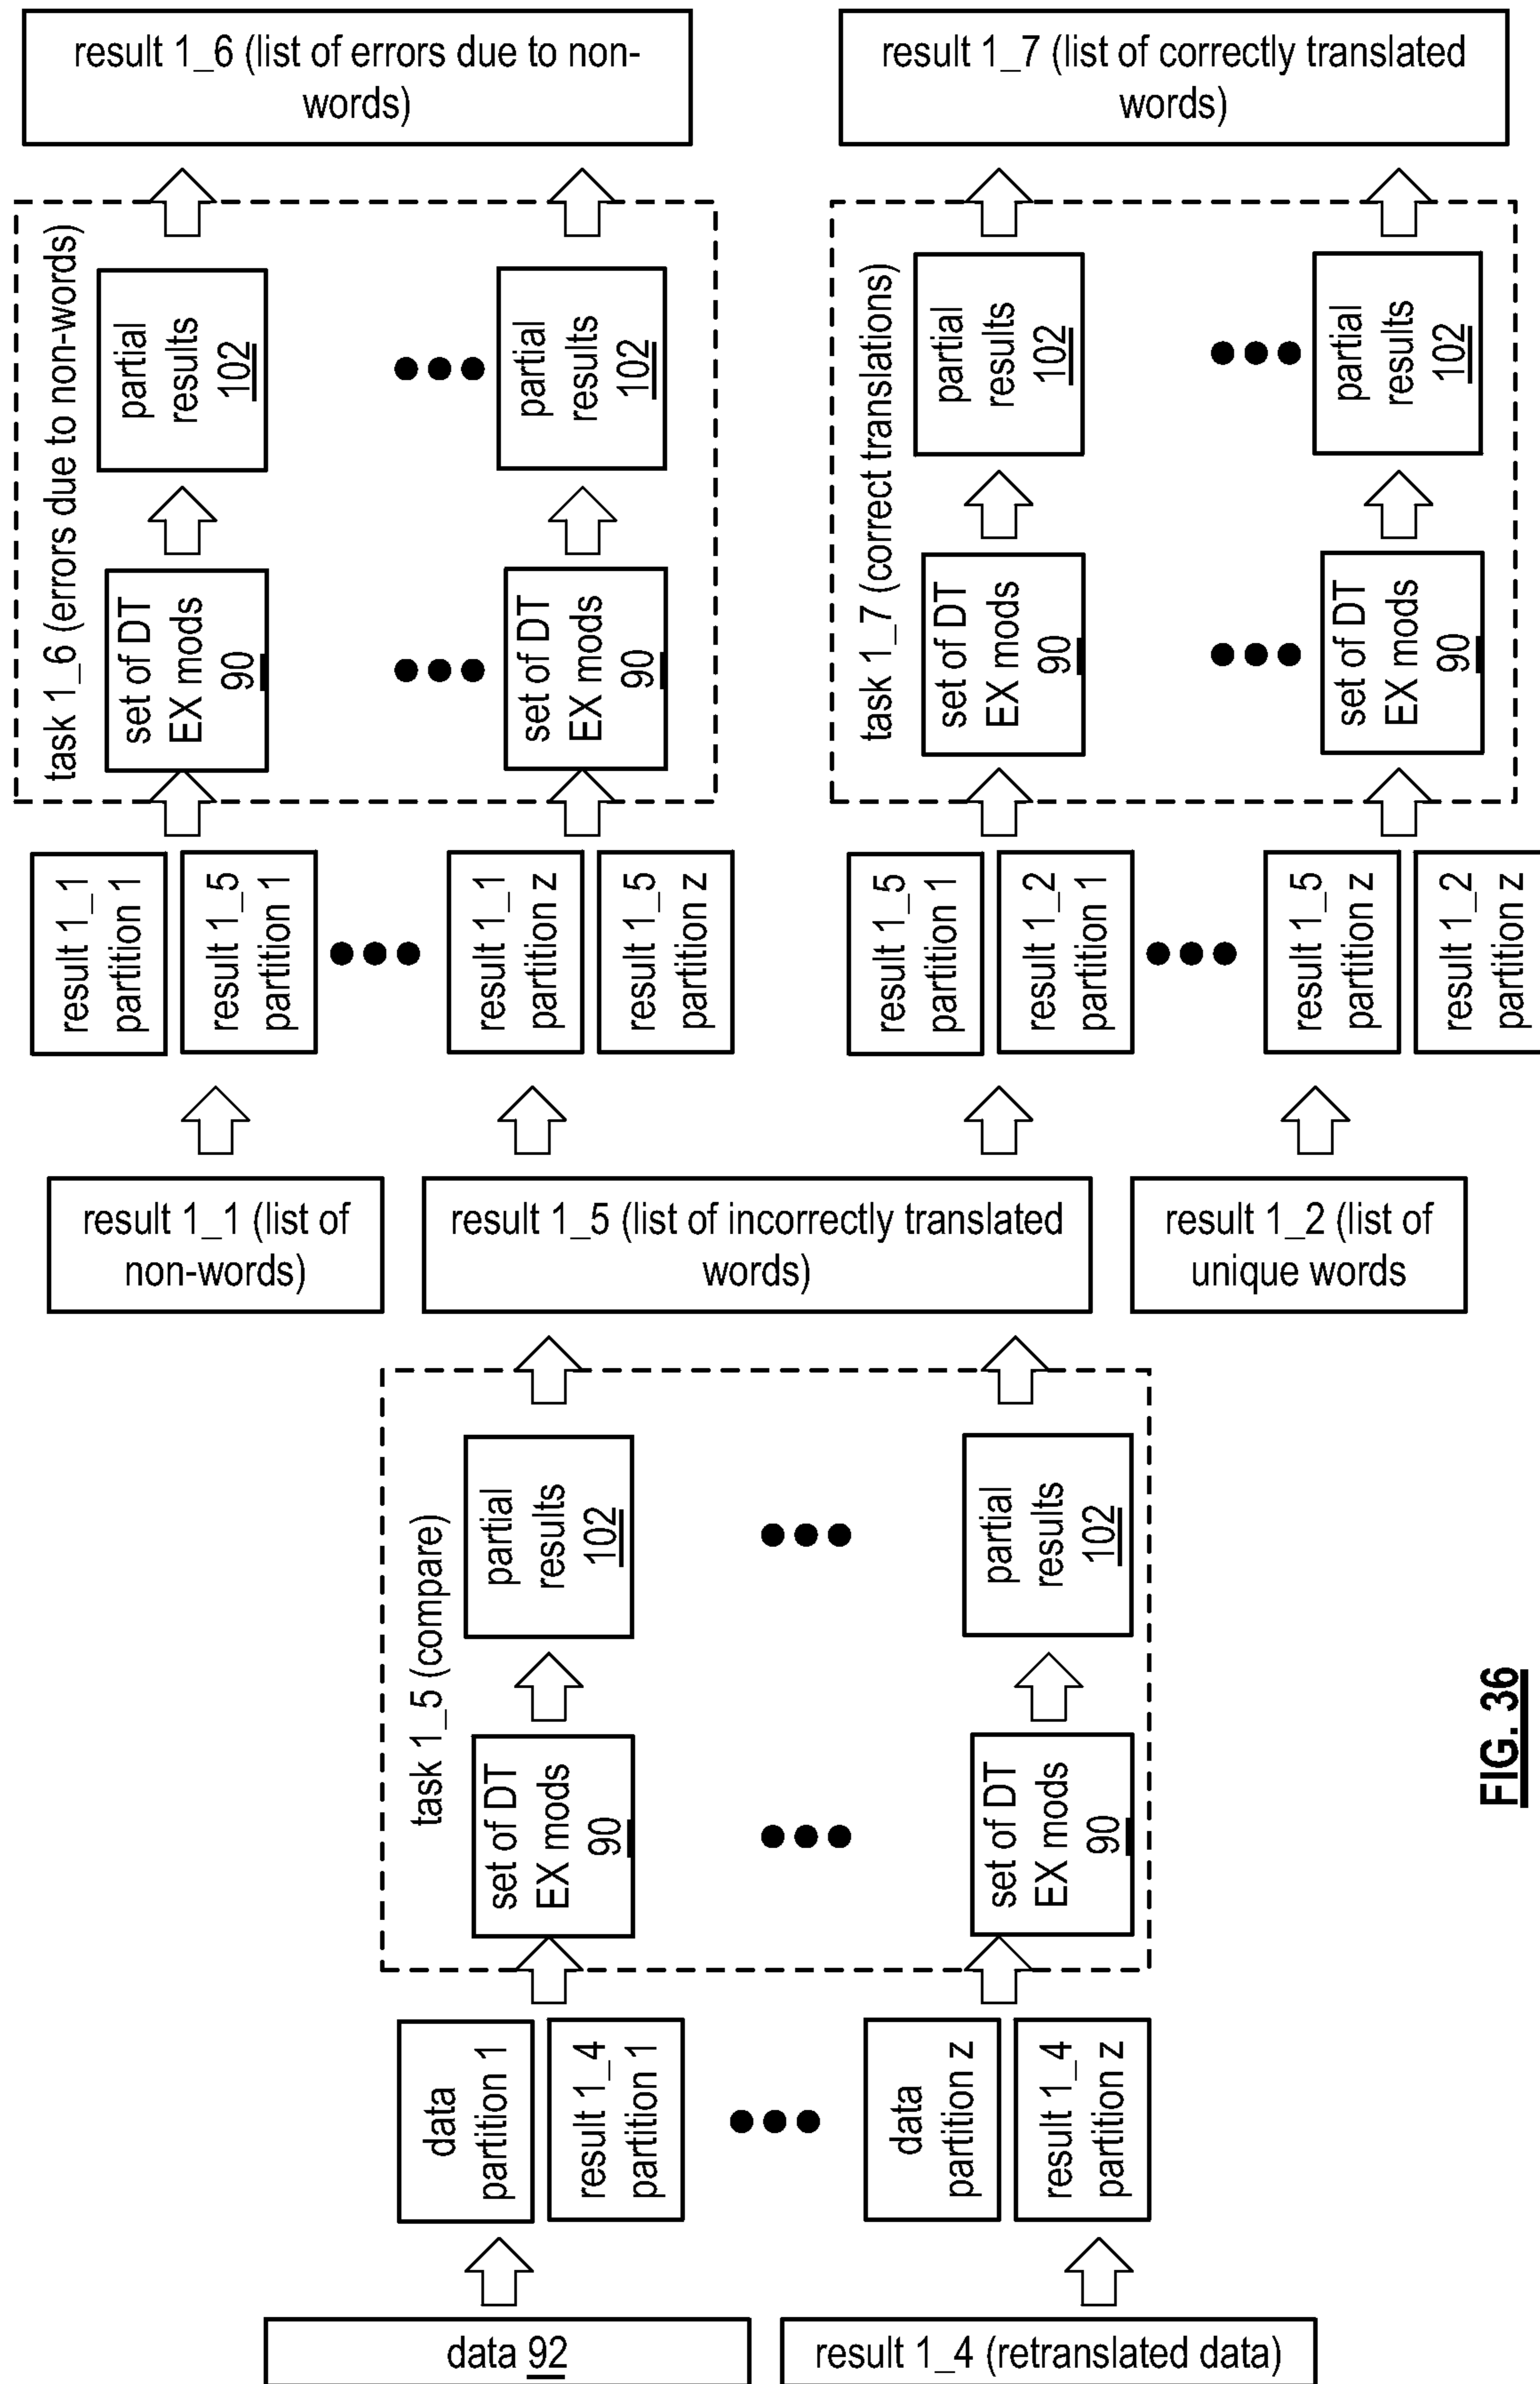 result 1_6 (list of errors due to non-
words)
result 1_7 (list of correctly translated
words)
task 1_6 (errors due to non-words)
set of DT
EX mods
90
partial
results
102
set of DT
EX mods
90
partial
results
102
task 1_7 (correct translations)
set of DT
EX mods
90
partial
results
102
set of DT
EX mods
90
partial
results
102
result 1_1
partition 1
result 1_5
partition 1
result 1_1
partition z
result 1_5
partition z
result 1_5
partition 1
result 1_2
partition 1
result 1_5
partition z
result 1_2
partition z
result 1_1 (list of
non-words)
result 1_5 (list of incorrectly translated
words)
result 1_2 (list of
unique words
task 1_5 (compare)
set of DT
EX mods
90
partial
results
102
set of DT
EX mods
90
partial
results
102
data
partition 1
result 1_4
partition 1
data
partition z
result 1_4
partition z
data 92
result 1_4 (retranslated data)
FIG. 36